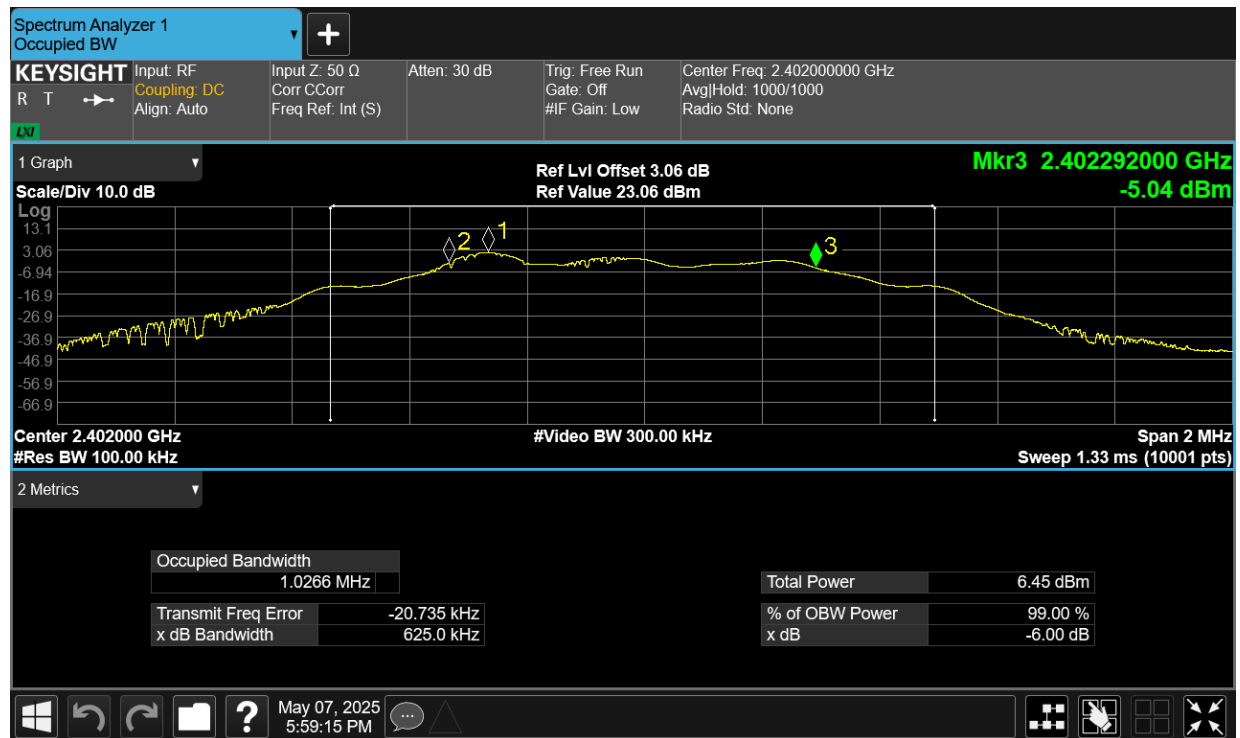 Spectrum Analyzer 1
Occupied BW
KEYSIGHT
R T
LXI
Input: RF
Coupling: DC
Align: Auto
Input Z: 50 Ω
Corr CCorr
Freq Ref: Int (S)
Atten: 30 dB
Trig: Free Run
Gate: Off
#IF Gain: Low
Center Freq: 2.402000000 GHz
Avg|Hold: 1000/1000
Radio Std: None
1 Graph
Scale/Div 10.0 dB
Ref Lvl Offset 3.06 dB
Ref Value 23.06 dBm
Mkr3 2.402292000 GHz
-5.04 dBm
Log
13.1
3.06
-6.94
-16.9
-26.9
-36.9
-46.9
-56.9
-66.9
2
1
3
Center 2.402000 GHz
#Res BW 100.00 kHz
#Video BW 300.00 kHz
Span 2 MHz
Sweep 1.33 ms (10001 pts)
2 Metrics
Occupied Bandwidth
1.0266 MHz
Transmit Freq Error -20.735 kHz
x dB Bandwidth 625.0 kHz
Total Power 6.45 dBm
% of OBW Power 99.00 %
x dB -6.00 dB
?
May 07, 2025
5:59:15 PM